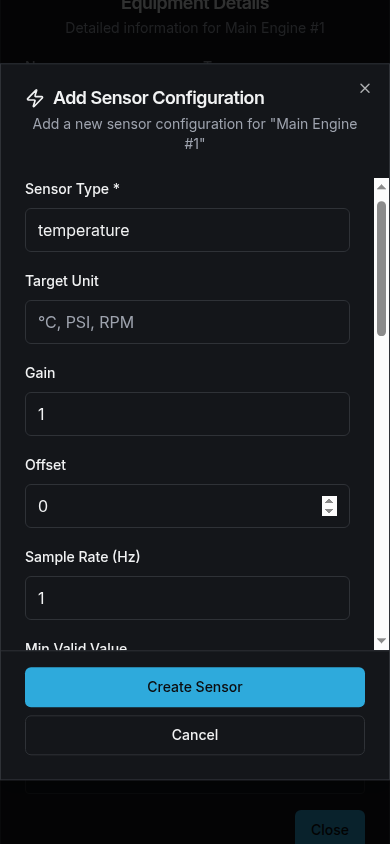 Equipment Details
Detailed information for Main Engine #1
Add Sensor Configuration
Add a new sensor configuration for "Main Engine
#1"
Sensor Type *
temperature
Target Unit
°C, PSI, RPM
Gain
1
Offset
0
Sample Rate (Hz)
1
Min Valid Value
Create Sensor
Cancel
Close